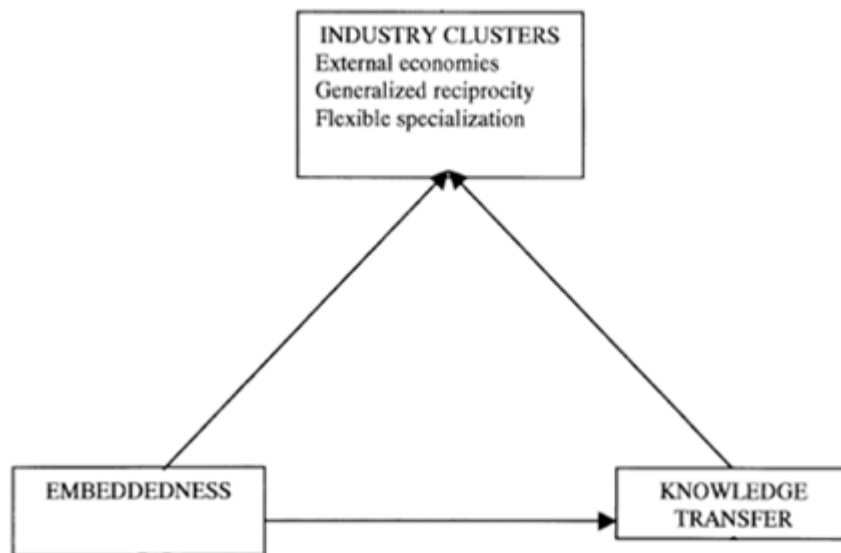 INDUSTRY CLUSTERS
External economies
Generalized reciprocity
Flexible specialization
EMBEDDEDNESS
KNOWLEDGE
TRANSFER